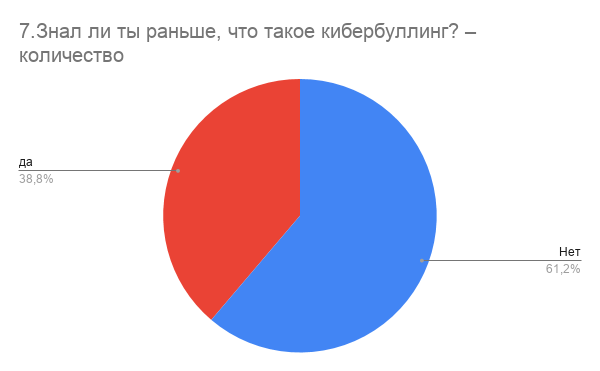 7.Знал ли ты раньше, что такое кибербуллинг? –
количество
да
38,8%
Нет
61,2%